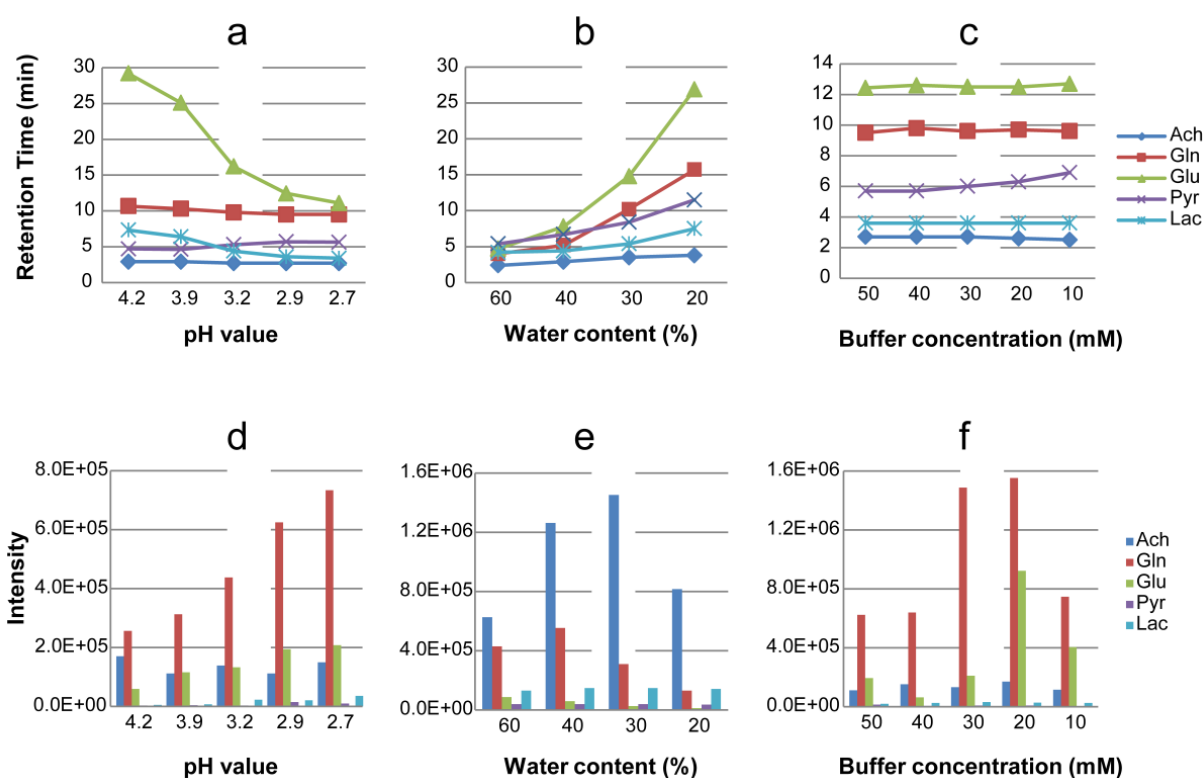 a
b
c
Retention Time (min)
30
25
20
15
10
5
0
4.2 3.9 3.2 2.9 2.7
pH value
30
25
20
15
10
5
0
60 40 30 20
Water content (%)
14
12
10
8
6
4
2
0
50 40 30 20 10
Buffer concentration (mM)
Ach
Gln
Glu
Pyr
Lac
d
e
f
Intensity
8.0E+05
6.0E+05
4.0E+05
2.0E+05
0.0E+00
4.2 3.9 3.2 2.9 2.7
pH value
1.6E+06
1.2E+06
8.0E+05
4.0E+05
0.0E+00
60 40 30 20
Water content (%)
1.6E+06
1.2E+06
8.0E+05
4.0E+05
0.0E+00
50 40 30 20 10
Buffer concentration (mM)
Ach
Gln
Glu
Pyr
Lac